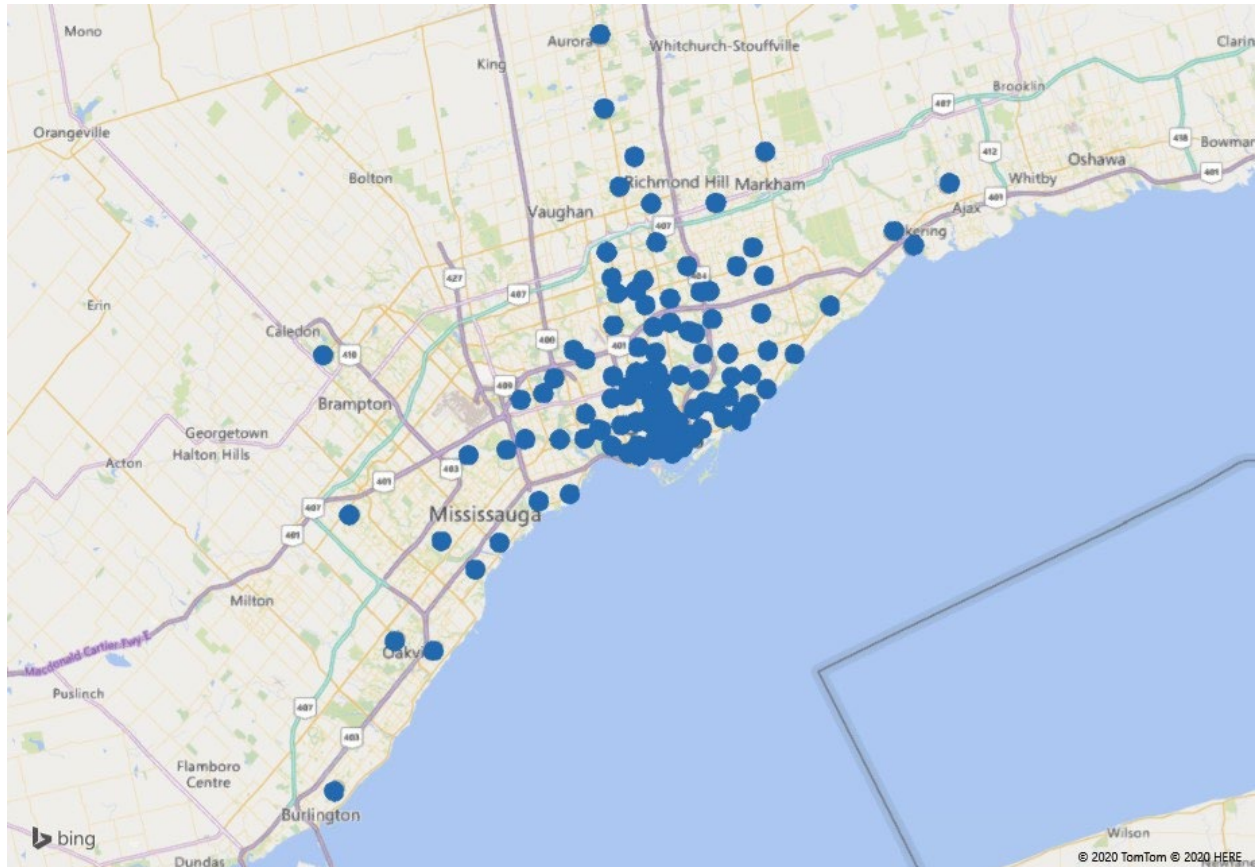 Mono
Aurora
Whitchurch-Stouffville
Clarin
King
Brooklin
407
Orangeville
412
418
Bowman
Oshawa
401
Bolton
Richmond Hill
Markham
Whitby
401
Ajax
Vaughan
407
kering
427
404
407
Erin
Caledon
410
400
401
409
Brampton
Georgetown
Halton Hills
Acton
403
401
407
Mississauga
401
Milton
Macdonald Cartier Fwy E
Oakvi
Puslinch
407
403
Flamboro
Centre
Burlington
Wilson
bing
Dundas
© 2020 TomTom © 2020 HERE